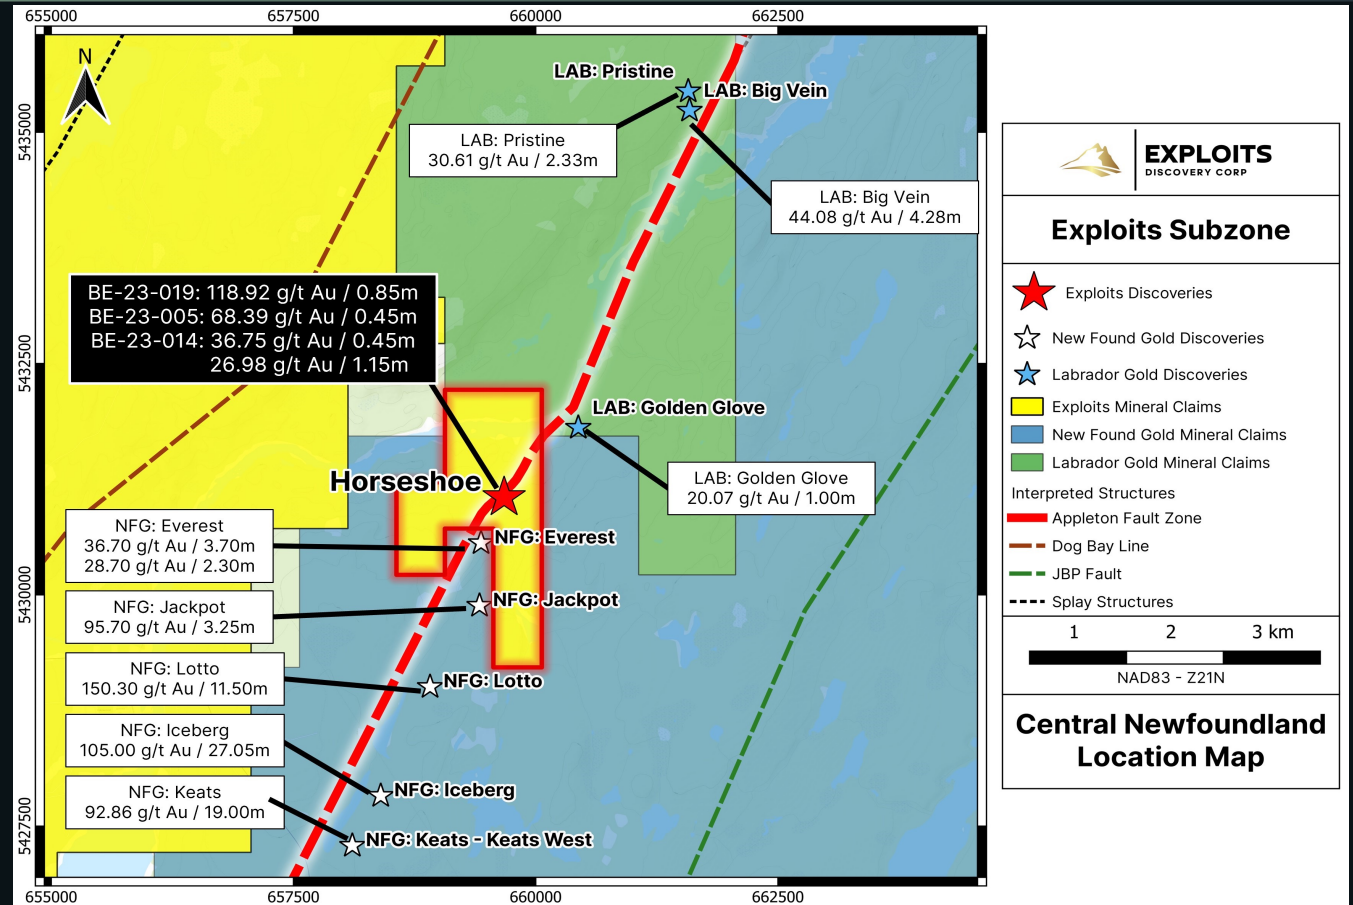 655000
657500
660000
662500
N
5435000
5432500
5430000
5427500
LAB: Pristine
LAB: Big Vein
LAB: Pristine
30.61 g/t Au / 2.33m
LAB: Big Vein
44.08 g/t Au / 4.28m
BE-23-019: 118.92 g/t Au / 0.85m
BE-23-005: 68.39 g/t Au / 0.45m
BE-23-014: 36.75 g/t Au / 0.45m
26.98 g/t Au / 1.15m
LAB: Golden Glove
LAB: Golden Glove
20.07 g/t Au / 1.00m
Horseshoe
NFG: Everest
36.70 g/t Au / 3.70m
28.70 g/t Au / 2.30m
NFG: Everest
NFG: Jackpot
95.70 g/t Au / 3.25m
NFG: Jackpot
NFG: Lotto
150.30 g/t Au / 11.50m
NFG: Lotto
NFG: Iceberg
105.00 g/t Au / 27.05m
NFG: Iceberg
NFG: Keats
92.86 g/t Au / 19.00m
NFG: Keats - Keats West
655000
657500
660000
662500
EXPLOITS
DISCOVERY CORP
Exploits Subzone
Exploits Discoveries
New Found Gold Discoveries
Labrador Gold Discoveries
Exploits Mineral Claims
New Found Gold Mineral Claims
Labrador Gold Mineral Claims
Interpreted Structures
Appleton Fault Zone
Dog Bay Line
JBP Fault
Splay Structures
1 2 3 km
NAD83 - Z21N
Central Newfoundland
Location Map